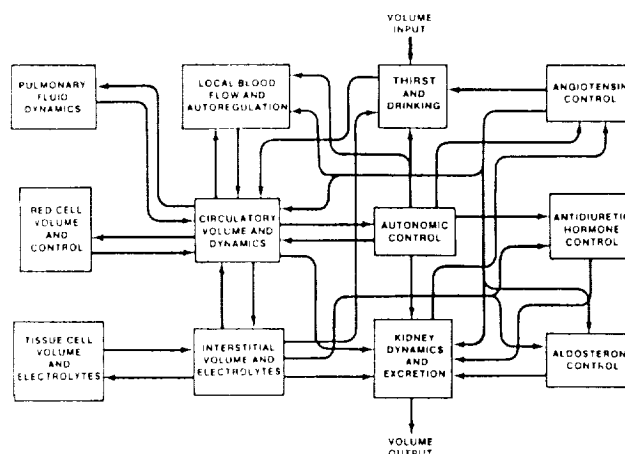 VOLUME
INPUT
PULMONARY
FLUID
DYNAMICS
LOCAL BLOOD
FLOW AND
AUTOREGULATION
THIRST
AND
DRINKING
ANGIOTENSIN
CONTROL
RED CELL
VOLUME
AND
CONTROL
CIRCULATORY
VOLUME AND
DYNAMICS
AUTONOMIC
CONTROL
ANTIDIURETIC
HORMONE
CONTROL
TISSUE CELL
VOLUME
AND
ELECTROLYTES
INTERSTITIAL
VOLUME AND
ELECTROLYTES
KIDNEY
DYNAMICS
AND
EXCRETION
ALDOSTERONE
CONTROL
VOLUME
OUTPUT